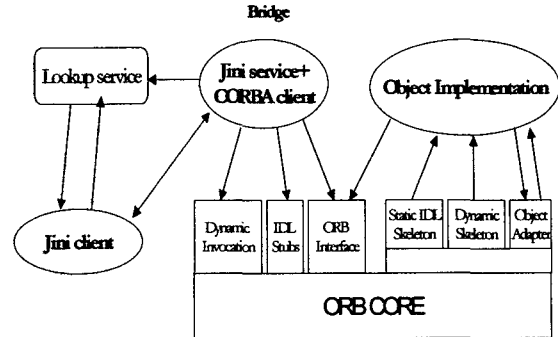 Bridge
Lookup service
Jini service+
CORBA client
Object Implementation
Jini client
Dynamic
Invocation
IDL
Stubs
ORB
Interface
Static IDL
Skeleton
Dynamic
Skeleton
Object
Adapter
ORB CORE